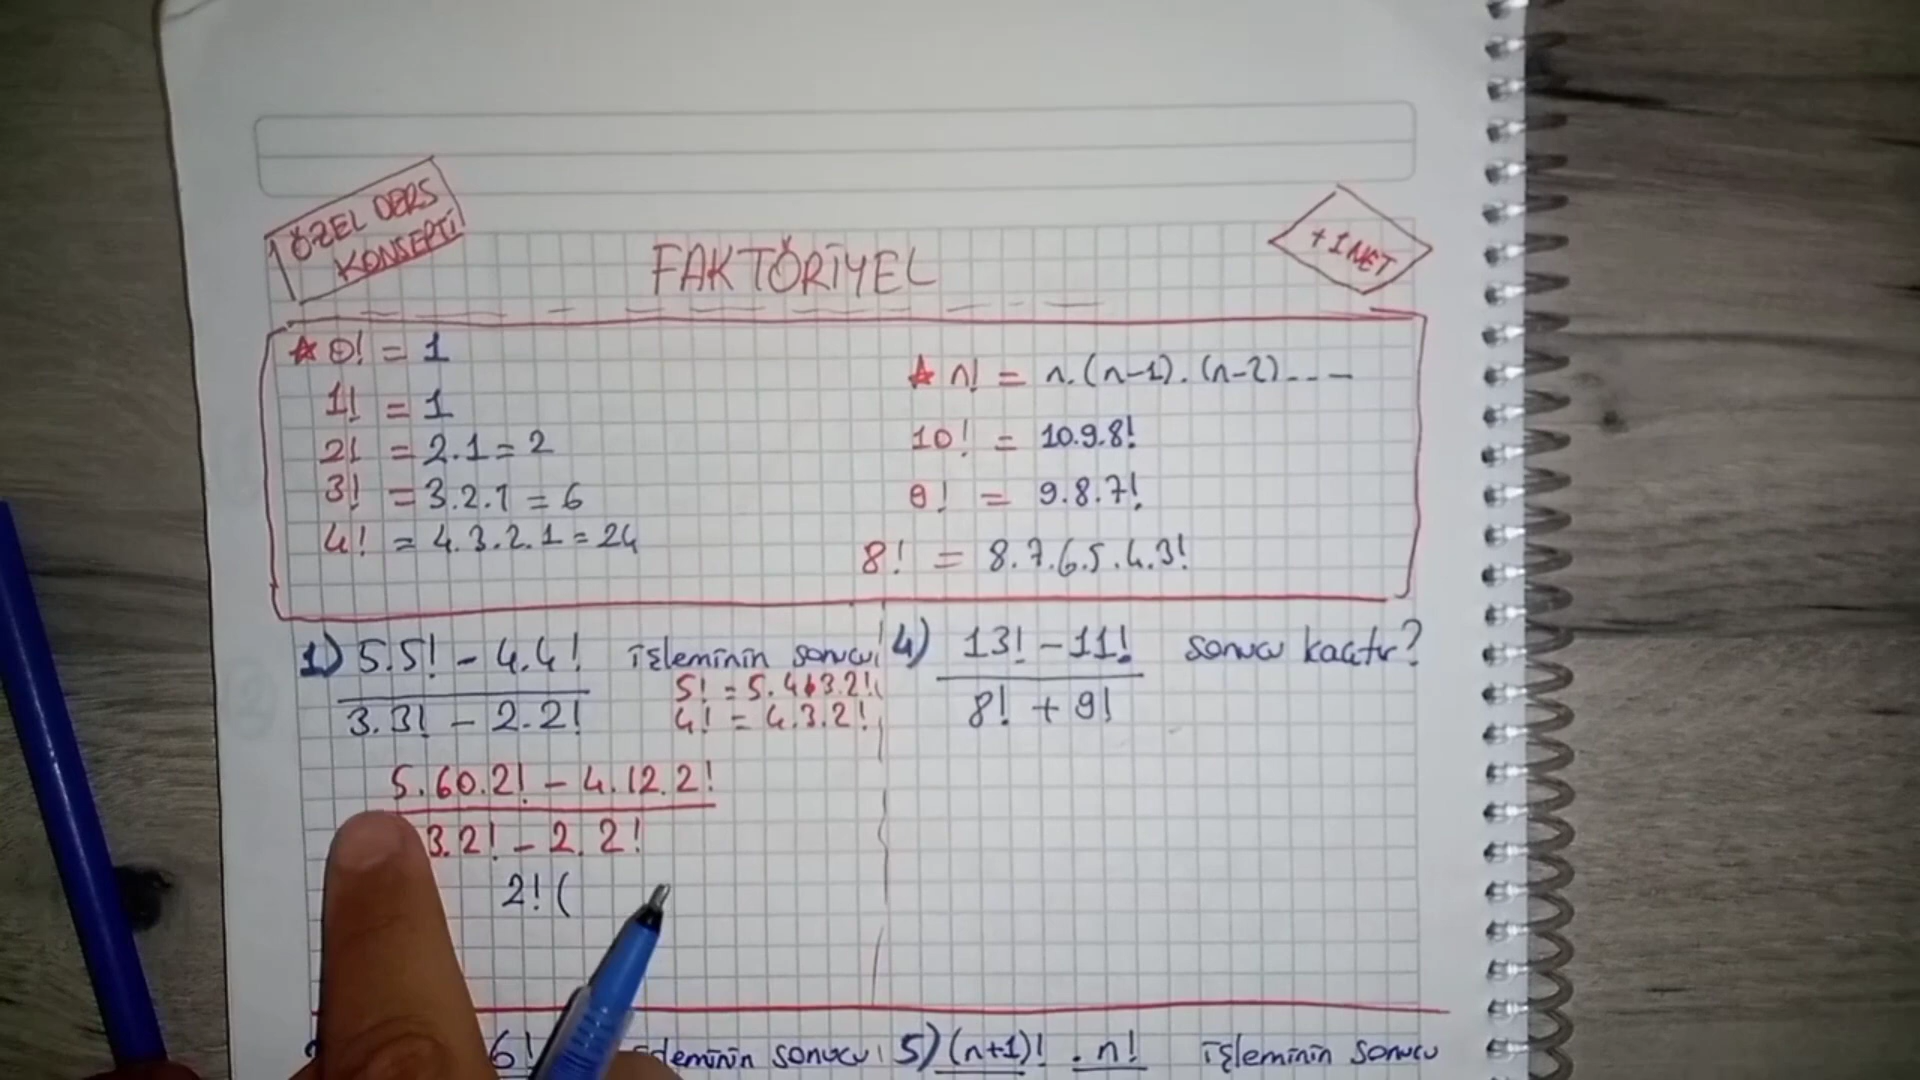 ÖZEL DERS
KONSEPTİ
FAKTÖRİYEL
+1 NET
0! = 1
1! = 1
2! = 2.1 = 2
3! = 3.2.1 = 6
4! = 4.3.2.1 = 24
n! = n.(n-1).(n-2)...
10! = 10.9.8!
9! = 9.8.7!
8! = 8.7.6.5.4.3!
1) 5.5! - 4.4! işleminin sonucu
3.3! - 2.2!
5! = 5.4.3.2!
4! = 4.3.2!
5.60.2! - 4.12.2!
3.2! - 2.2!
2! (
4) 13! - 11! sonucu kaçtır?
8! + 9!
6! işleminin sonucu
5) (n+1)! . n! işleminin sonucu